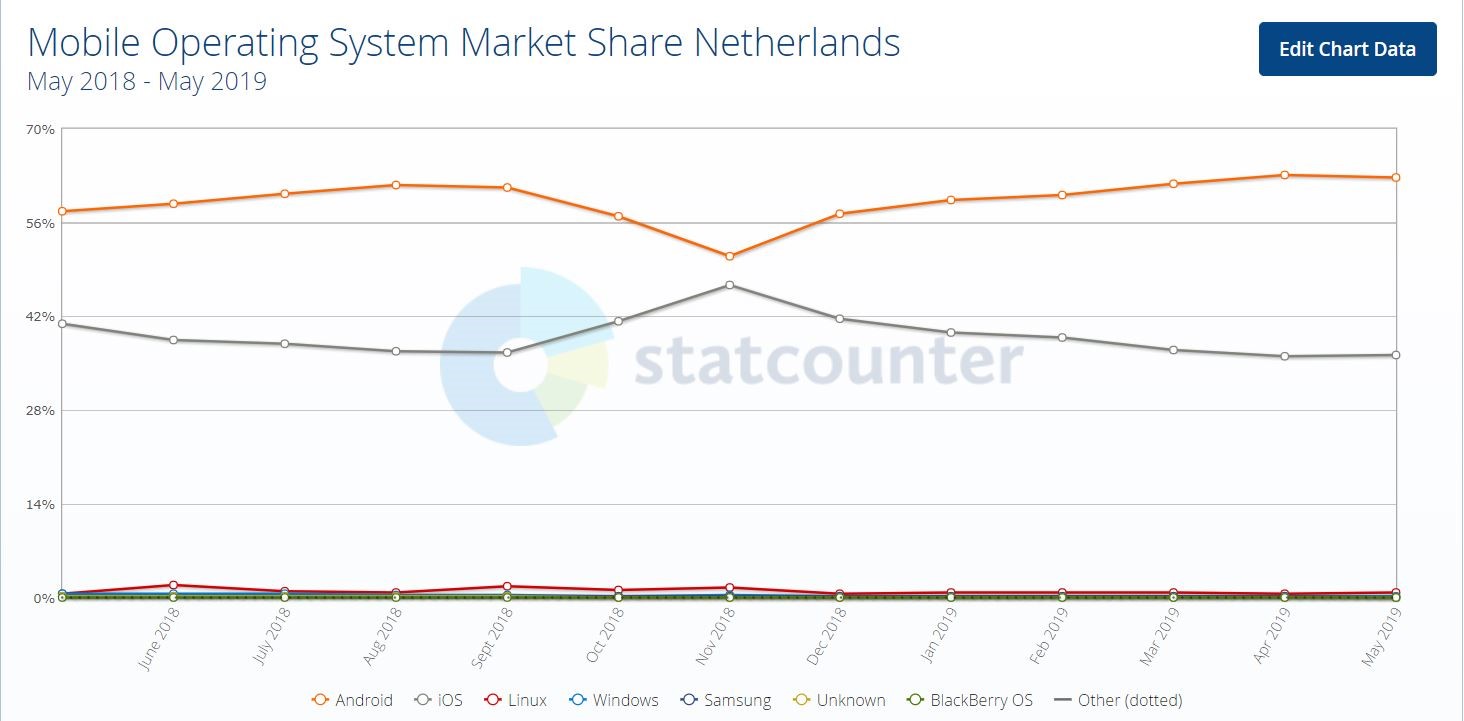 Mobile Operating System Market Share Netherlands
Edit Chart Data
May 2018 - May 2019
70%
56%
42%
28%
14%
0%
statcounter
June 2018
July 2018
Aug 2018
Sept 2018
Oct 2018
Nov 2018
Dec 2018
Jan 2019
Feb 2019
Mar 2019
Apr 2019
May 2019
Android iOS Linux Windows Samsung Unknown BlackBerry OS Other (dotted)